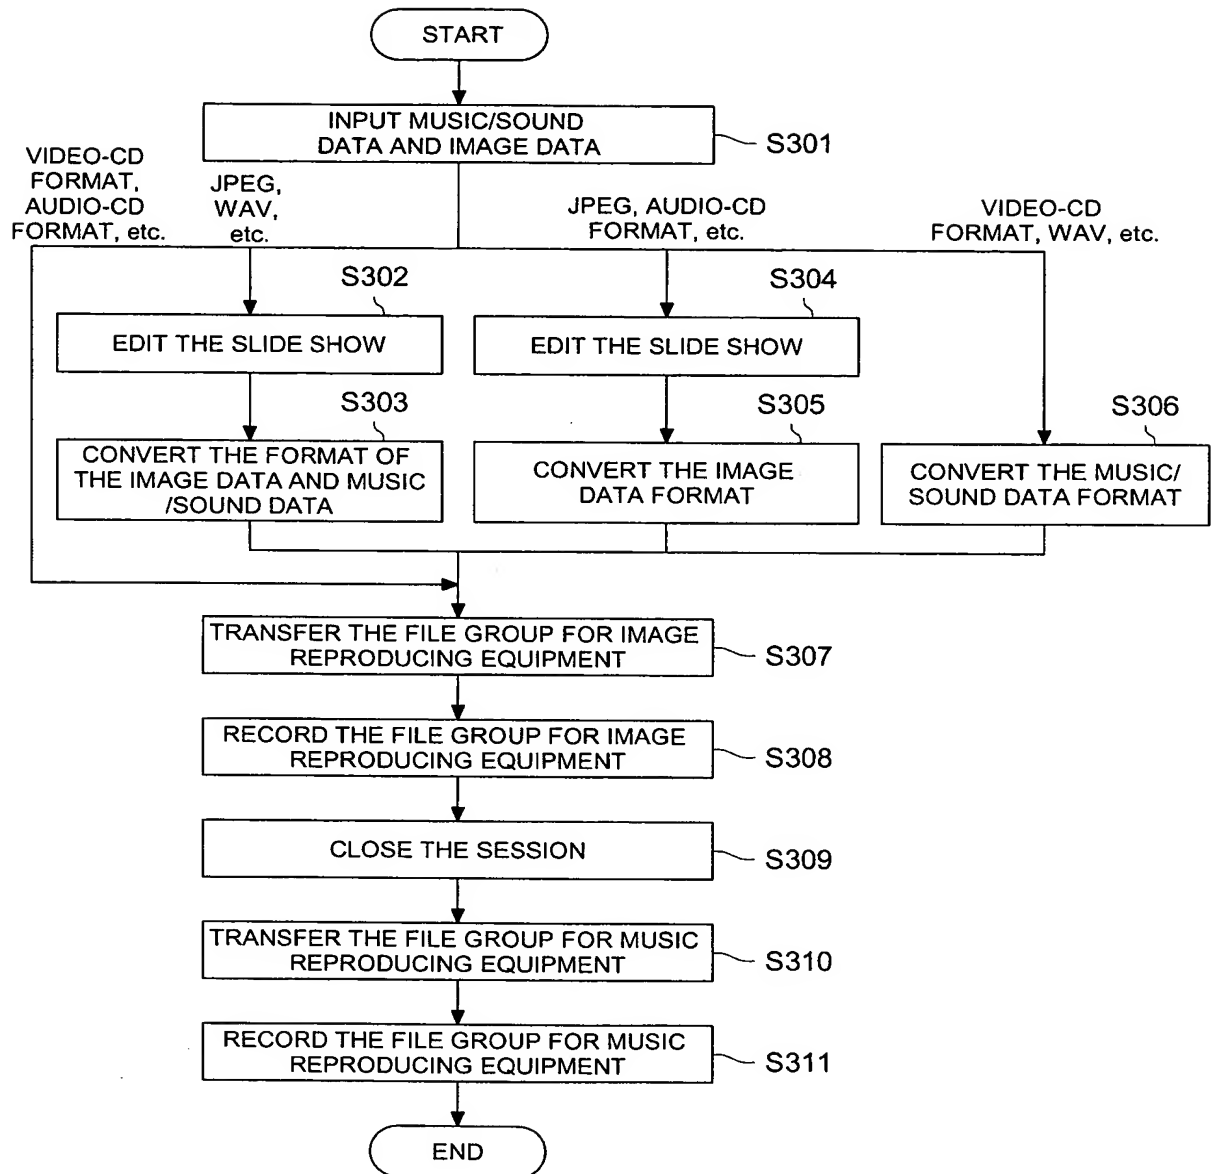 START
INPUT MUSIC/SOUND
DATA AND IMAGE DATA
S301
VIDEO-CD
FORMAT,
AUDIO-CD
FORMAT, etc.
JPEG,
WAV,
etc.
JPEG, AUDIO-CD
FORMAT, etc.
VIDEO-CD
FORMAT, WAV, etc.
S302
EDIT THE SLIDE SHOW
S304
EDIT THE SLIDE SHOW
S303
CONVERT THE FORMAT OF
THE IMAGE DATA AND MUSIC
/SOUND DATA
S305
CONVERT THE IMAGE
DATA FORMAT
S306
CONVERT THE MUSIC/
SOUND DATA FORMAT
TRANSFER THE FILE GROUP FOR IMAGE
REPRODUCING EQUIPMENT
S307
RECORD THE FILE GROUP FOR IMAGE
REPRODUCING EQUIPMENT
S308
CLOSE THE SESSION
S309
TRANSFER THE FILE GROUP FOR MUSIC
REPRODUCING EQUIPMENT
S310
RECORD THE FILE GROUP FOR MUSIC
REPRODUCING EQUIPMENT
S311
END